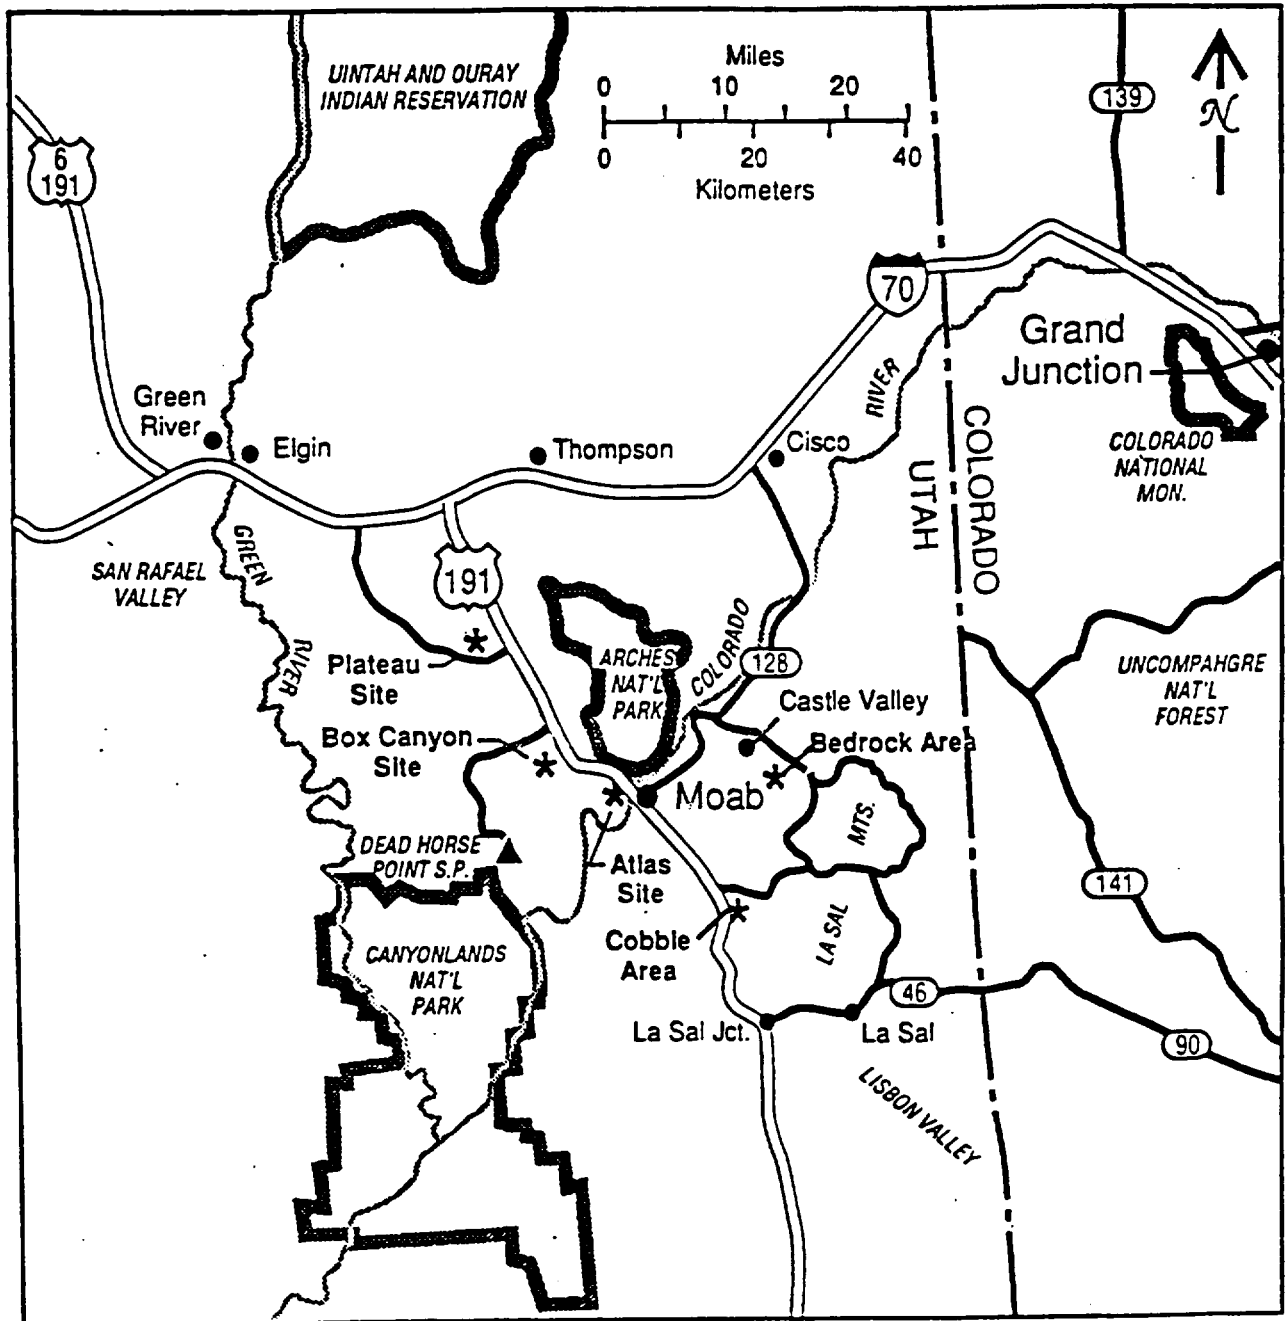 UINTAH AND OURAY
INDIAN RESERVATION
Miles
0 10 20
0 20 40
Kilometers
N
139
6
191
70
Grand
Junction
Green
River
Elgin
Thompson
Cisco
RIVER
COLORADO
NATIONAL
MON.
UTAH
COLORADO
SAN RAFAEL
VALLEY
GREEN
RIVER
191
Plateau
Site
ARCHES
NAT'L
PARK
COLORADO
128
UNCOMPAHGRE
NAT'L
FOREST
Castle Valley
Bedrock Area
Box Canyon
Site
Moab
MTS.
DEAD HORSE
POINT S.P.
Atlas
Site
141
Cobble
Area
LA SAL
CANYONLANDS
NAT'L
PARK
46
La Sal Jct.
La Sal
90
LISBON VALLEY